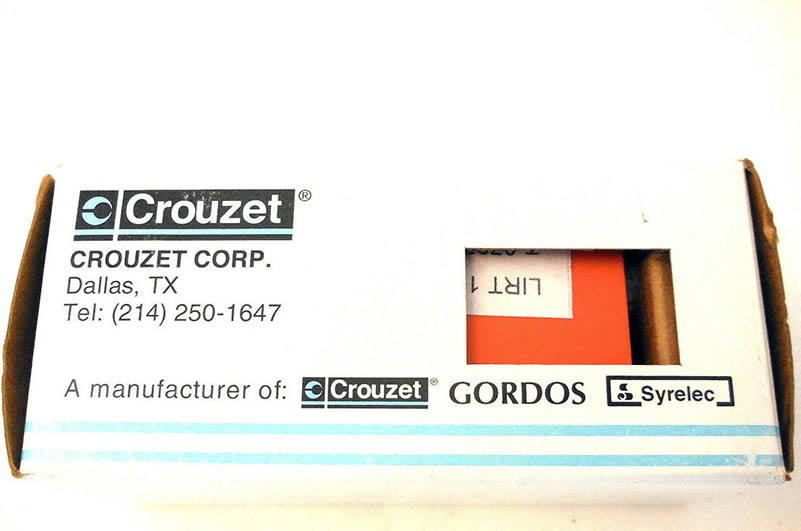 Crouzet®
CROUZET CORP.
Dallas, TX
Tel: (214) 250-1647
LIRT 1
A manufacturer of: Crouzet® GORDOS Syrelec